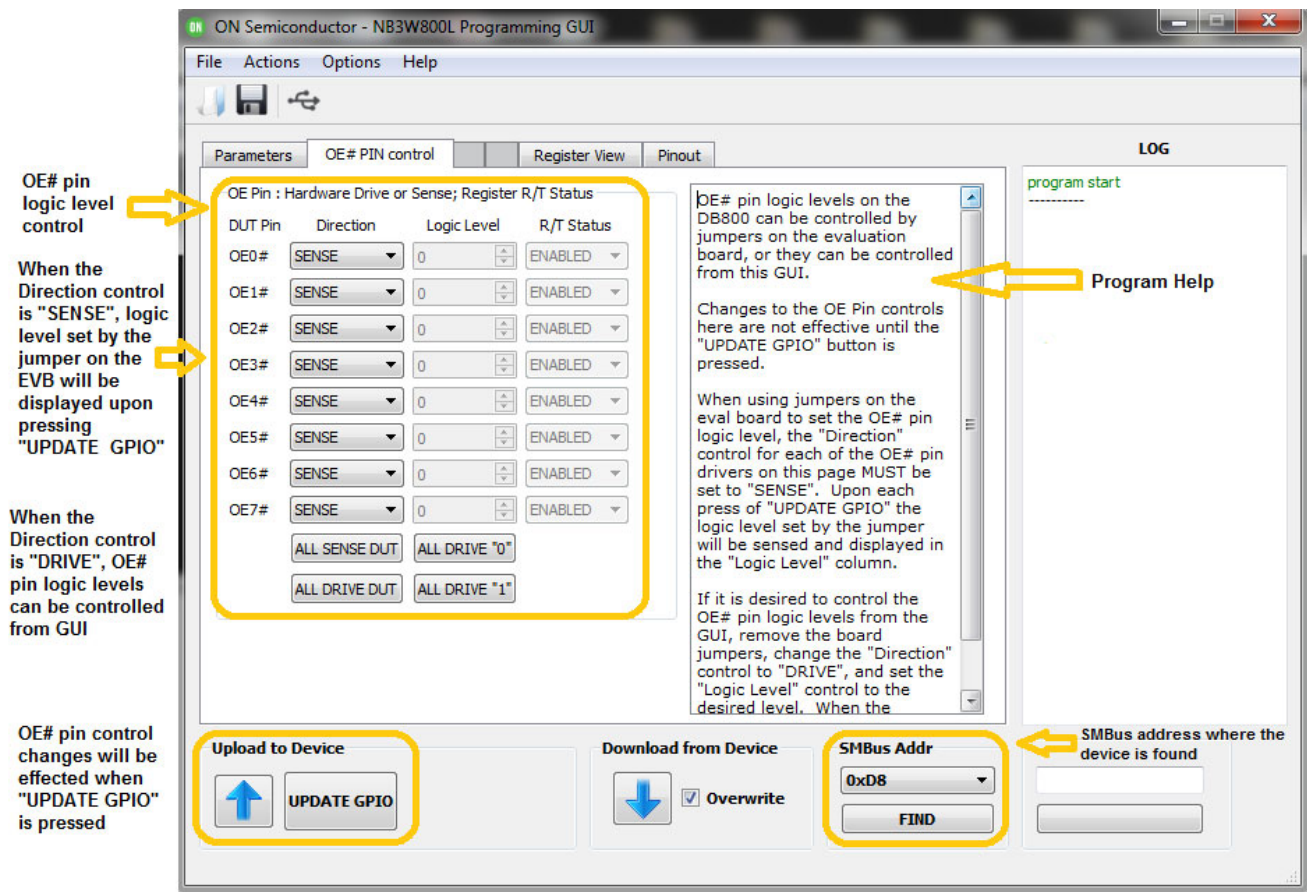 ON Semiconductor - NB3W800L Programming GUI
File Actions Options Help
Parameters OE# PIN control Register View Pinout
LOG
program start
----------
OE# pin
logic level
control
When the
Direction control
is "SENSE", logic
level set by the
jumper on the
EVB will be
displayed upon
pressing
"UPDATE GPIO"
When the
Direction control
is "DRIVE", OE#
pin logic levels
can be controlled
from GUI
OE# pin control
changes will be
effected when
"UPDATE GPIO"
is pressed
OE Pin : Hardware Drive or Sense; Register R/T Status
DUT Pin Direction Logic Level R/T Status
OE0# SENSE 0 ENABLED
OE1# SENSE 0 ENABLED
OE2# SENSE 0 ENABLED
OE3# SENSE 0 ENABLED
OE4# SENSE 0 ENABLED
OE5# SENSE 0 ENABLED
OE6# SENSE 0 ENABLED
OE7# SENSE 0 ENABLED
ALL SENSE DUT ALL DRIVE "0"
ALL DRIVE DUT ALL DRIVE "1"
OE# pin logic levels on the
DB800 can be controlled by
jumpers on the evaluation
board, or they can be controlled
from this GUI.
Changes to the OE Pin controls
here are not effective until the
"UPDATE GPIO" button is
pressed.
When using jumpers on the
eval board to set the OE# pin
logic level, the "Direction"
control for each of the OE# pin
drivers on this page MUST be
set to "SENSE". Upon each
press of "UPDATE GPIO" the
logic level set by the jumper
will be sensed and displayed in
the "Logic Level" column.
If it is desired to control the
OE# pin logic levels from the
GUI, remove the board
jumpers, change the "Direction"
control to "DRIVE", and set the
"Logic Level" control to the
desired level. When the
Program Help
Upload to Device
UPDATE GPIO
Download from Device
Overwrite
SMBus Addr
0xD8
FIND
SMBus address where the
device is found